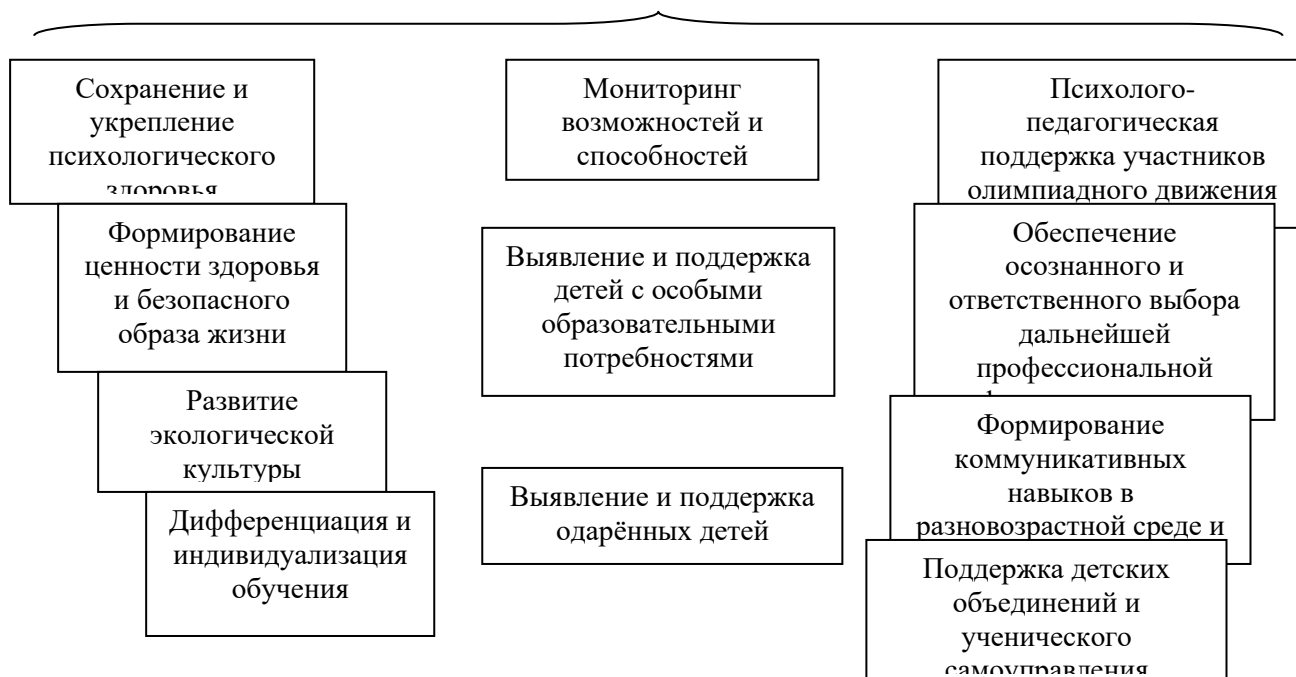 Сохранение и
укрепление
психологического
здоровья
Формирование
ценности здоровья
и безопасного
образа жизни
Развитие
экологической
культуры
Дифференциация и
индивидуализация
обучения
Мониторинг
возможностей и
способностей
Выявление и поддержка
детей с особыми
образовательными
потребностями
Выявление и поддержка
одарённых детей
Психолого-
педагогическая
поддержка участников
олимпиадного движения
Обеспечение
осознанного и
ответственного выбора
дальнейшей
профессиональной
Формирование
коммуникативных
навыков в
разновозрастной среде и
Поддержка детских
объединений и
ученического
самоуправления